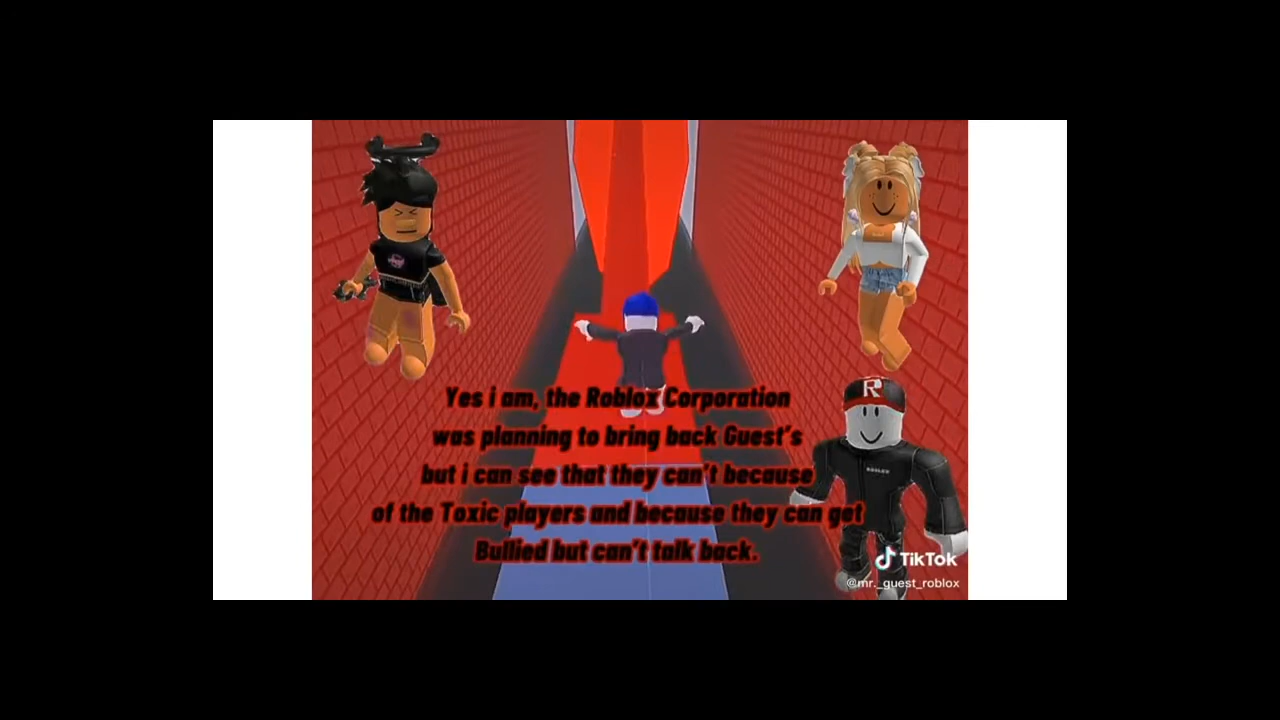 Yes i am, the Roblox Corporation
was planning to bring back Guest's
but i can see that they can't because
of the Toxic players and because they can get
Bullied but can't talk back.
R
ROBLOX
TikTok
@mr._guest_roblox